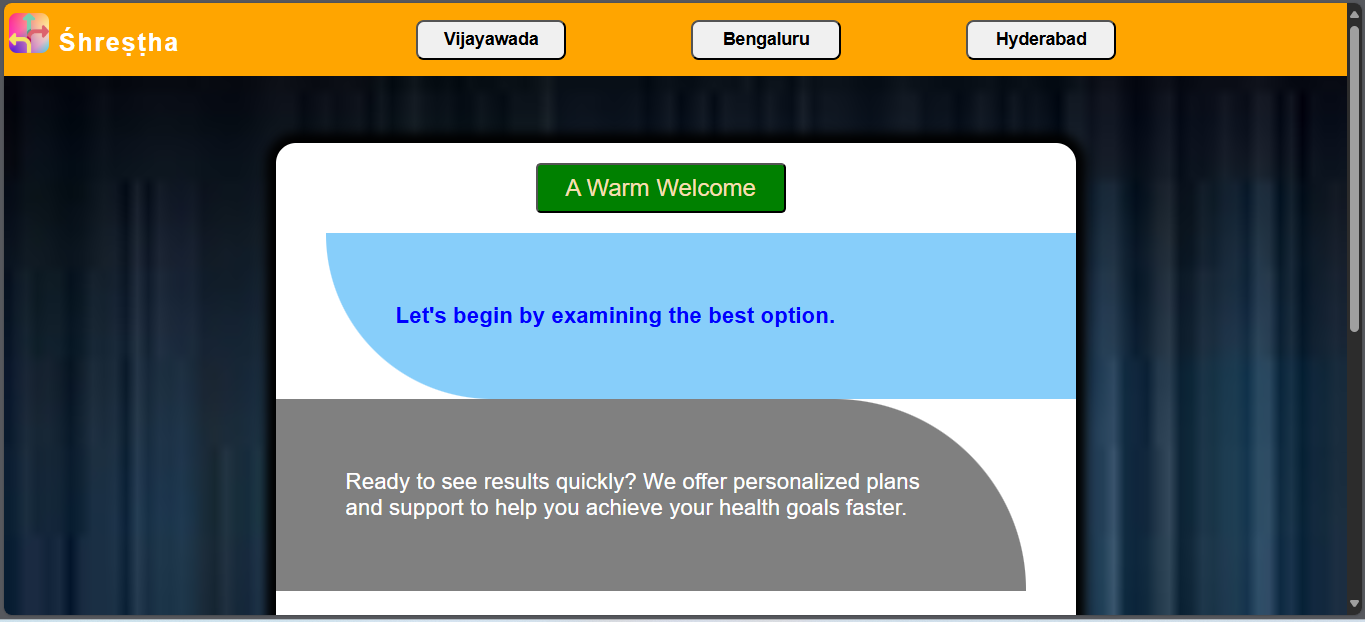 Śhreṣṭha
Vijayawada
Bengaluru
Hyderabad
A Warm Welcome
Let's begin by examining the best option.
Ready to see results quickly? We offer personalized plans
and support to help you achieve your health goals faster.